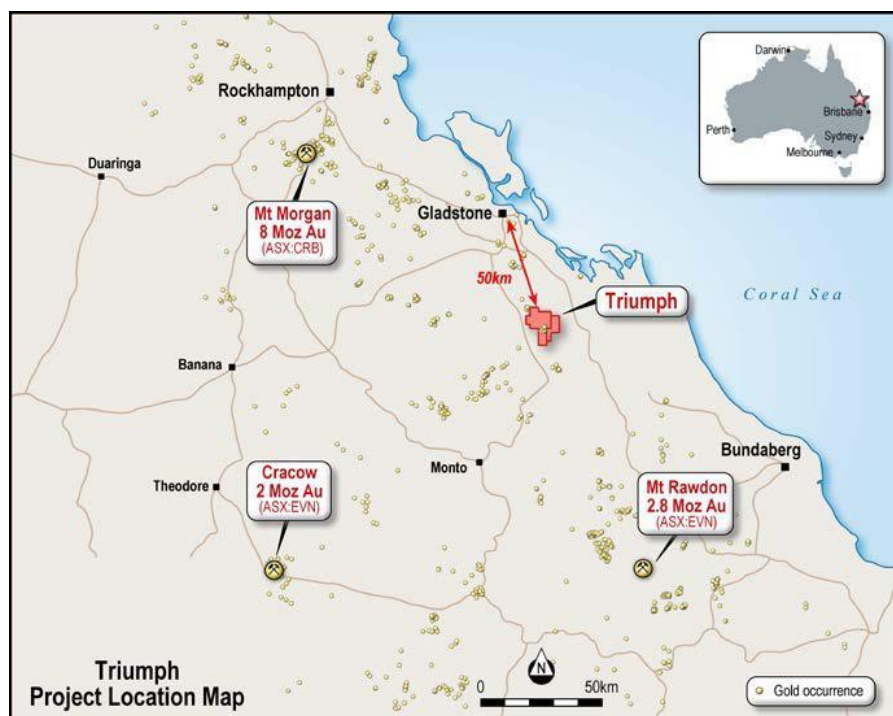 Darwin
Brisbane
Perth
Sydney
Melbourne
Rockhampton
Duaringa
Mt Morgan
8 Moz Au
(ASX:CRB)
Gladstone
50km
Triumph
Coral Sea
Banana
Bundaberg
Monto
Cracow
2 Moz Au
(ASX:EVN)
Theodore
Mt Rawdon
2.8 Moz Au
(ASX:EVN)
Triumph
Project Location Map
N
0
50km
Gold occurrence